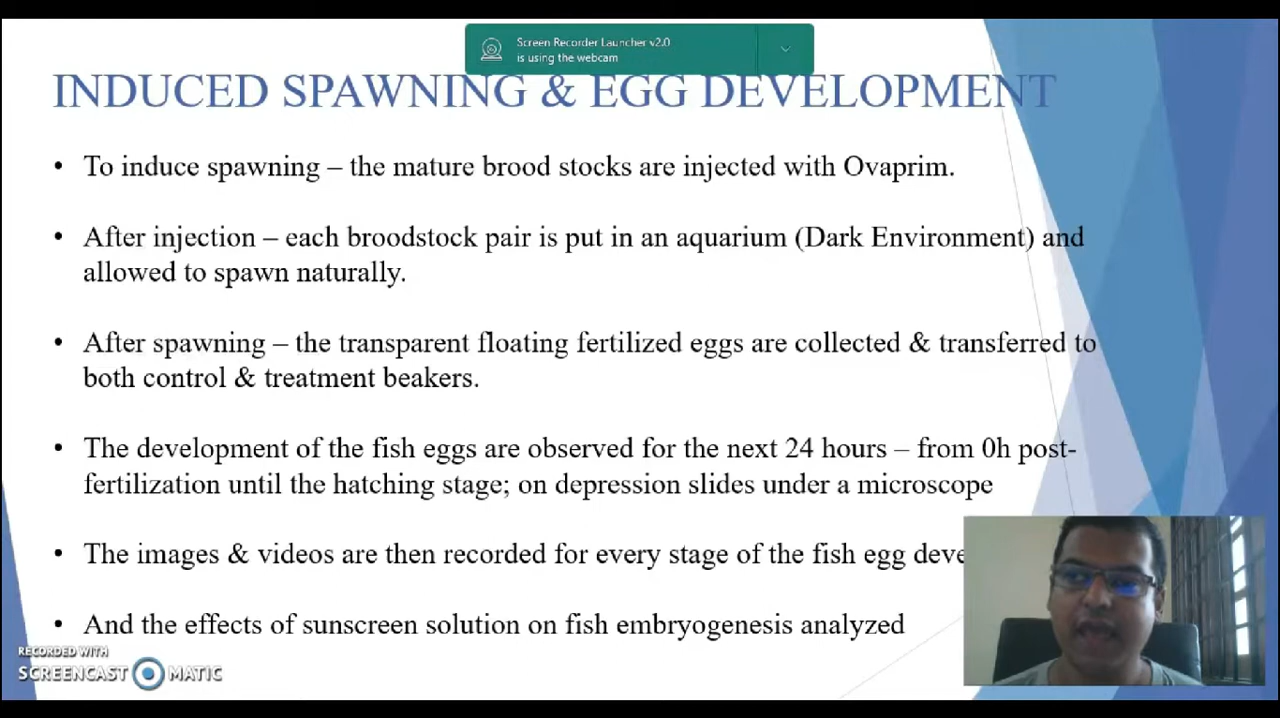 Screen Recorder Launcher v2.0
is using the webcam
INDUCED SPAWNING & EGG DEVELOPMENT
• To induce spawning – the mature brood stocks are injected with Ovaprim.
• After injection – each broodstock pair is put in an aquarium (Dark Environment) and
allowed to spawn naturally.
• After spawning – the transparent floating fertilized eggs are collected & transferred to
both control & treatment beakers.
• The development of the fish eggs are observed for the next 24 hours – from 0h post-
fertilization until the hatching stage; on depression slides under a microscope
• The images & videos are then recorded for every stage of the fish egg deve
• And the effects of sunscreen solution on fish embryogenesis analyzed
RECORDED WITH
SCREENCAST MATIC